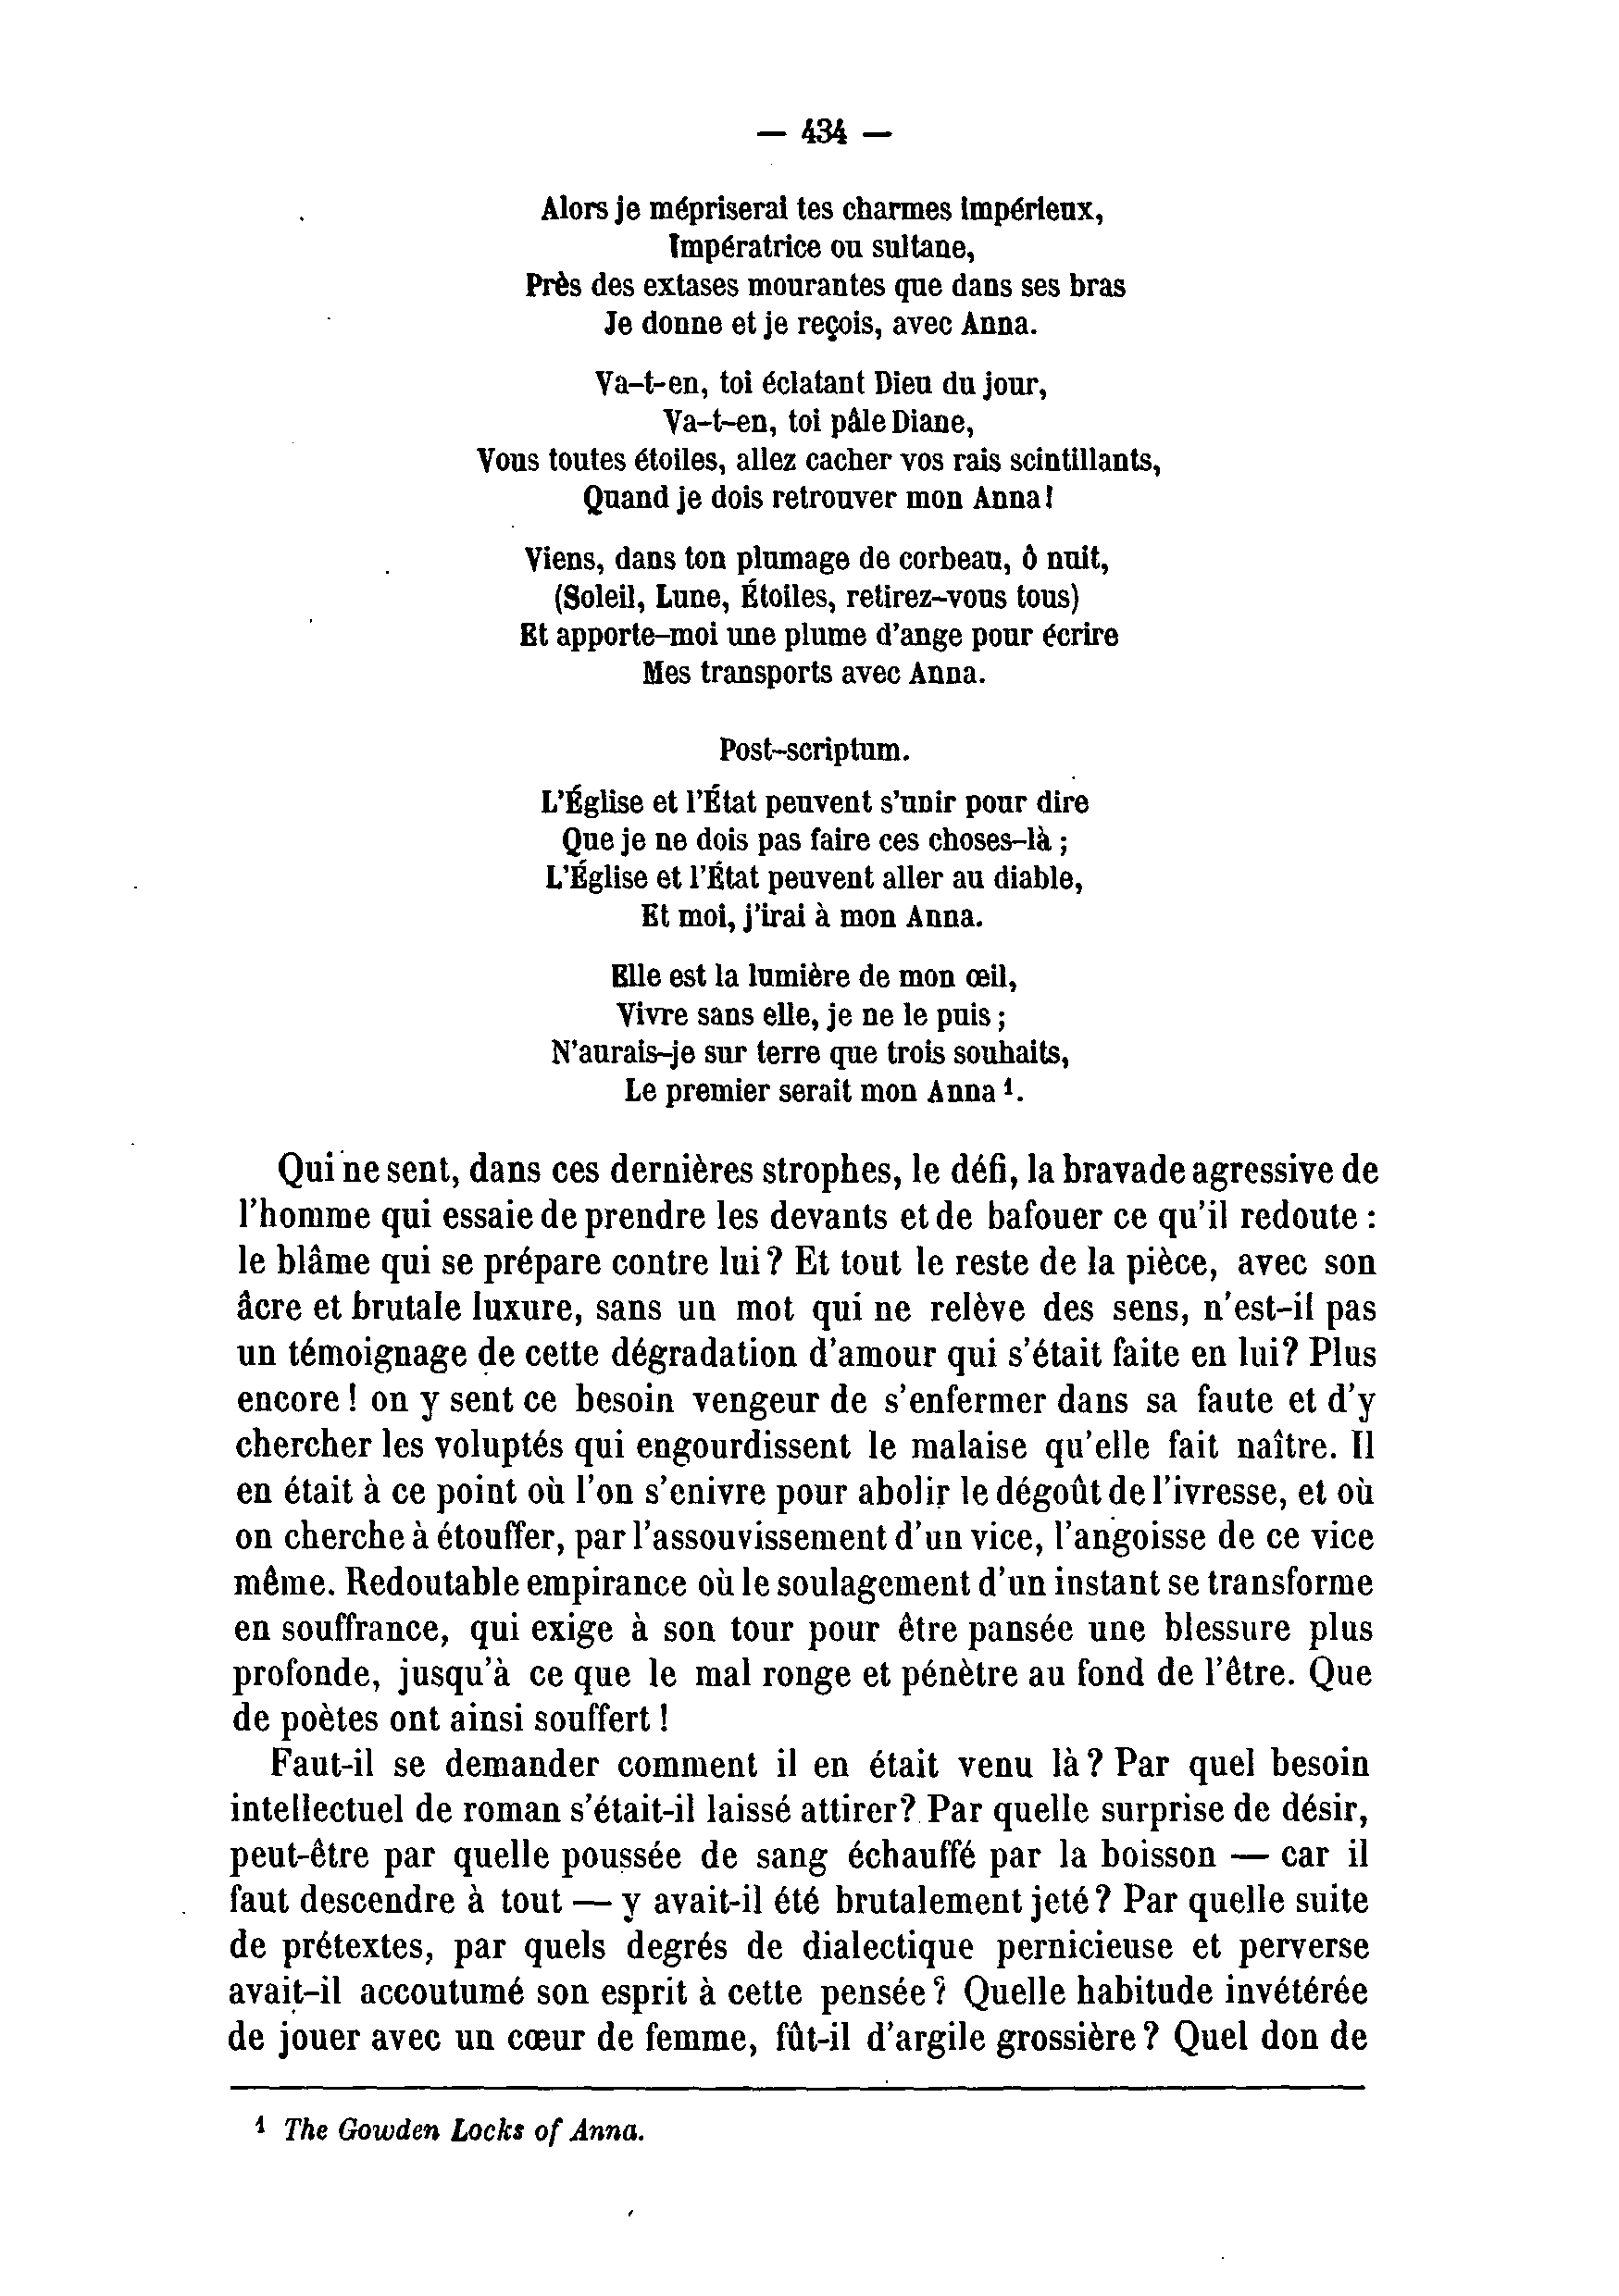 — 434 —
Alors je mépriserai tes charmes impérieux,
Impératrice ou sultane,
Près des extases mourantes que dans ses bras
Je donne et je reçois, avec Anna.
Va-t-en, toi éclatant Dieu du jour,
Va-t-en, toi pâle Diane,
Vous toutes étoiles, allez cacher vos rais scintillants,
Quand je dois retrouver mon Anna!
Viens, dans ton plumage de corbeau, ô nuit,
(Soleil, Lune, Étoiles, retirez-vous tous)
Et apporte-moi une plume d'ange pour écrire
Mes transports avec Anna.
Post-scriptum.
L'Église et l'État peuvent s'unir pour dire
Que je ne dois pas faire ces choses-là ;
L'Église et l'État peuvent aller au diable,
Et moi, j'irai à mon Anna.
Elle est la lumière de mon œil,
Vivre sans elle, je ne le puis ;
N'aurais-je sur terre que trois souhaits,
Le premier serait mon Anna 1.
Qui ne sent, dans ces dernières strophes, le défi, la bravade agressive de
l'homme qui essaie de prendre les devants et de bafouer ce qu'il redoute :
le blâme qui se prépare contre lui ? Et tout le reste de la pièce, avec son
âcre et brutale luxure, sans un mot qui ne relève des sens, n'est-il pas
un témoignage de cette dégradation d'amour qui s'était faite en lui? Plus
encore ! on y sent ce besoin vengeur de s'enfermer dans sa faute et d'y
chercher les voluptés qui engourdissent le malaise qu'elle fait naître. Il
en était à ce point où l'on s'enivre pour abolir le dégoût de l'ivresse, et où
on cherche à étouffer, par l'assouvissement d'un vice, l'angoisse de ce vice
même. Redoutable empirance où le soulagement d'un instant se transforme
en souffrance, qui exige à son tour pour être pansée une blessure plus
profonde, jusqu'à ce que le mal ronge et pénètre au fond de l'être. Que
de poètes ont ainsi souffert !
Faut-il se demander comment il en était venu là ? Par quel besoin
intellectuel de roman s'était-il laissé attirer? Par quelle surprise de désir,
peut-être par quelle poussée de sang échauffé par la boisson — car il
faut descendre à tout — y avait-il été brutalement jeté ? Par quelle suite
de prétextes, par quels degrés de dialectique pernicieuse et perverse
avait-il accoutumé son esprit à cette pensée ? Quelle habitude invétérée
de jouer avec un cœur de femme, fût-il d'argile grossière ? Quel don de
1 The Gowden Locks of Anna.